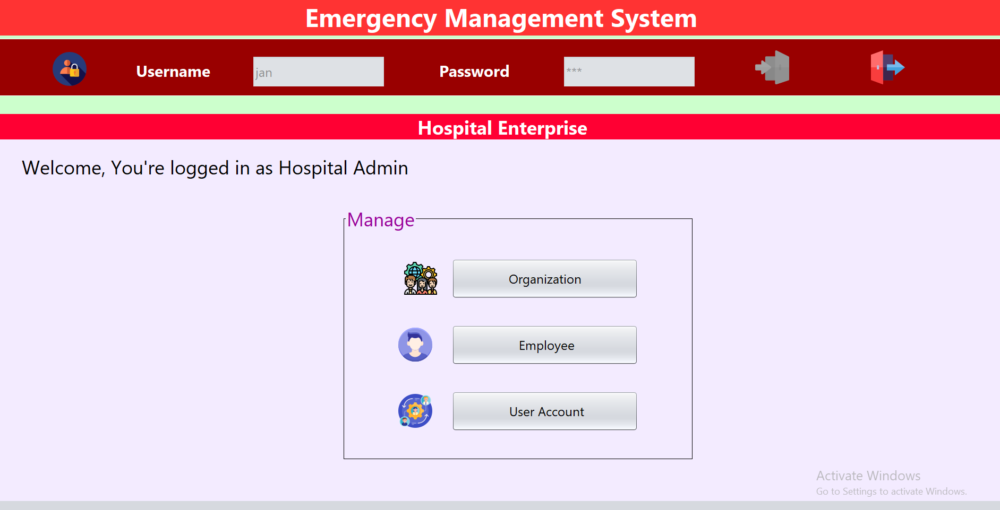 Emergency Management System
Username jan Password ***
Hospital Enterprise
Welcome, You're logged in as Hospital Admin
Manage
Organization
Employee
User Account
Activate Windows
Go to Settings to activate Windows.